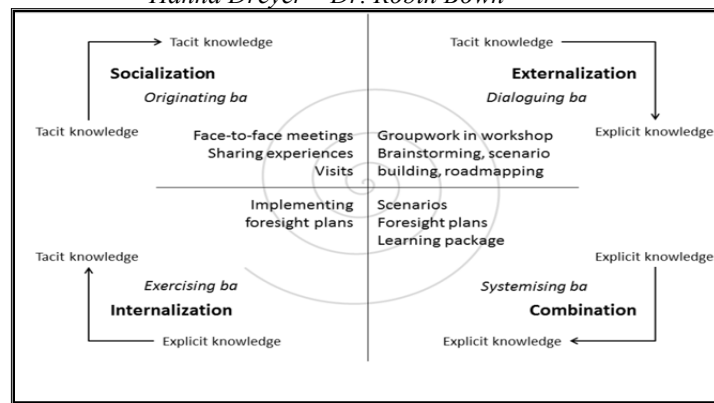 Hanna Dreyer – Dr. Robin Bown
Tacit knowledge
Socialization
Originating ba
Tacit knowledge
Face-to-face meetings
Sharing experiences
Visits
Tacit knowledge
Externalization
Dialoguing ba
Explicit knowledge
Groupwork in workshop
Brainstorming, scenario
building, roadmapping
Implementing
foresight plans
Tacit knowledge
Exercising ba
Internalization
Explicit knowledge
Scenarios
Foresight plans
Learning package
Explicit knowledge
Systemising ba
Combination
Explicit knowledge